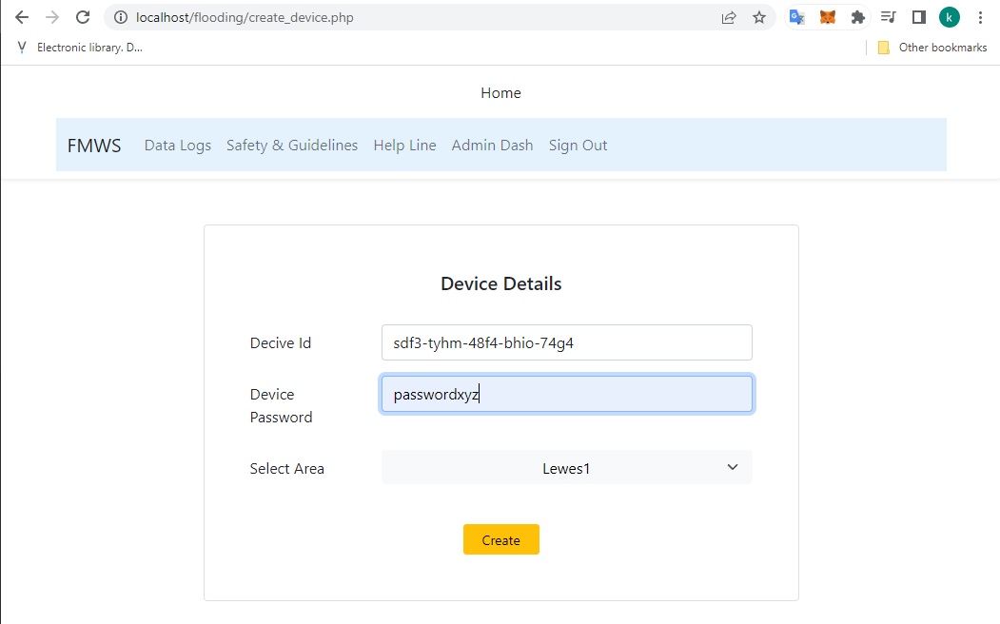 localhost/flooding/create_device.php
k
Electronic library. D...
Other bookmarks
Home
FMWS Data Logs Safety & Guidelines Help Line Admin Dash Sign Out
Device Details
Decive Id sdf3-tyhm-48f4-bhio-74g4
Device
Password
passwordxyz
Select Area Lewes1
Create